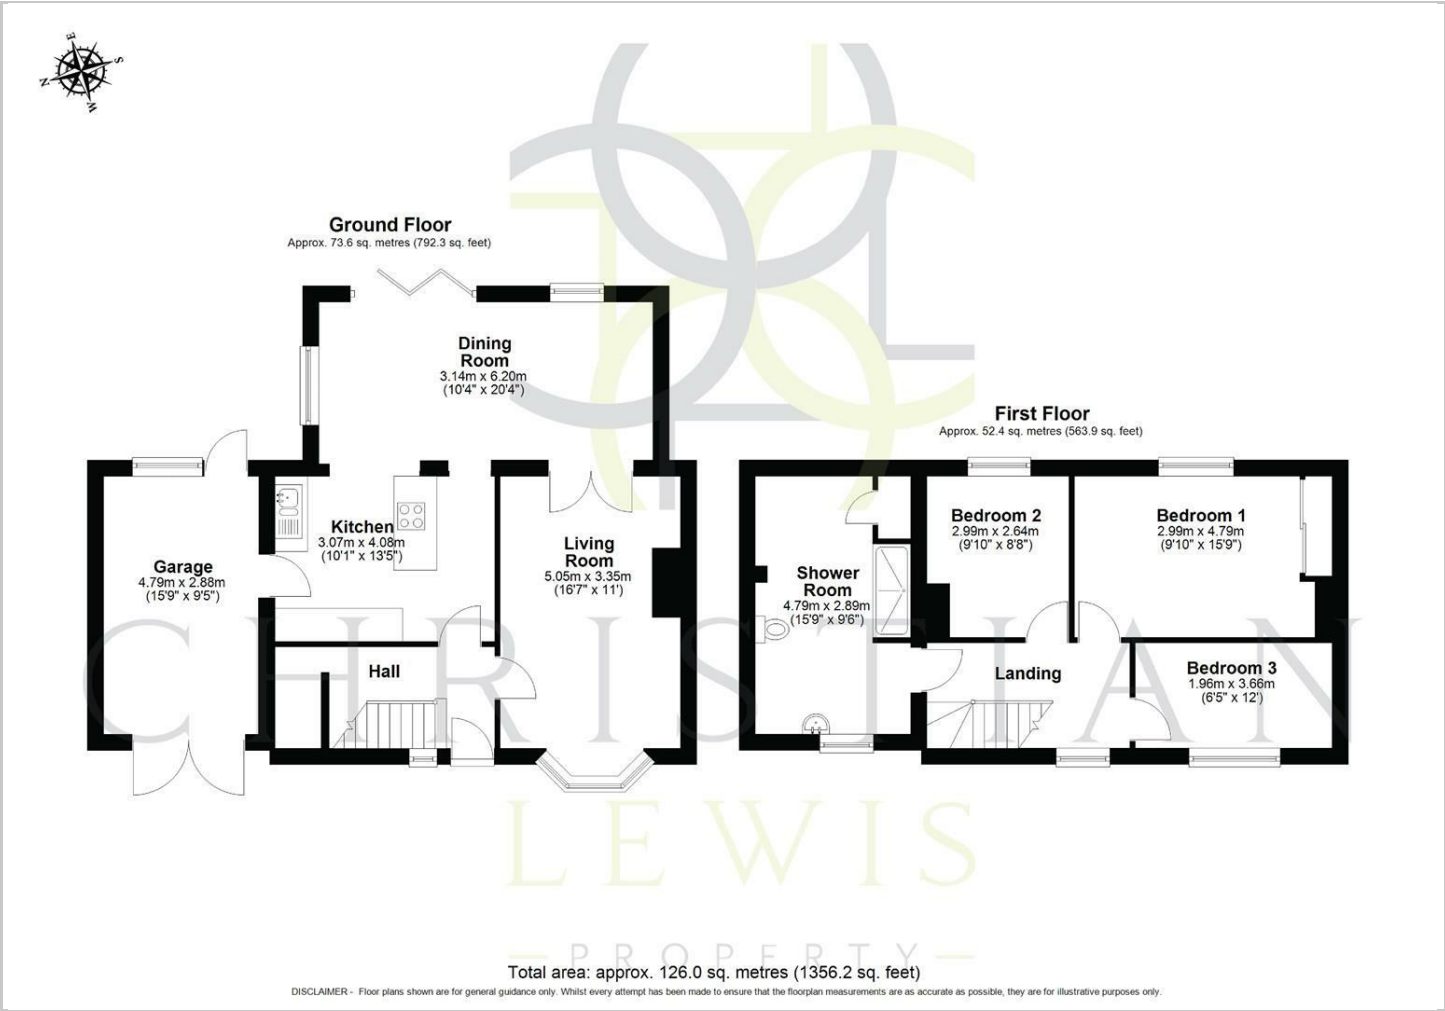 E
S
N
W
Ground Floor
Approx. 73.6 sq. metres (792.3 sq. feet)
Dining
Room
3.14m x 6.20m
(10'4" x 20'4")
Kitchen
3.07m x 4.08m
(10'1" x 13'5")
Living
Room
5.05m x 3.35m
(16'7" x 11')
Garage
4.79m x 2.88m
(15'9" x 9'5")
Hall
First Floor
Approx. 52.4 sq. metres (563.9 sq. feet)
Bedroom 2
2.99m x 2.64m
(9'10" x 8'8")
Bedroom 1
2.99m x 4.79m
(9'10" x 15'9")
Shower
Room
4.79m x 2.89m
(15'9" x 9'6")
Landing
Bedroom 3
1.96m x 3.66m
(6'5" x 12')
CHRISTIAN
LEWIS
PROPERTY
Total area: approx. 126.0 sq. metres (1356.2 sq. feet)
DISCLAIMER - Floor plans shown are for general guidance only. Whilst every attempt has been made to ensure that the floorplan measurements are as accurate as possible, they are for illustrative purposes only.